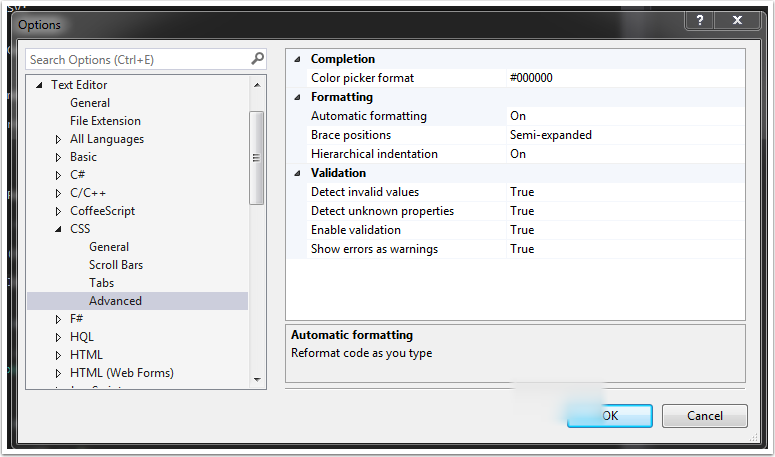 Options
Search Options (Ctrl+E)
Text Editor
General
File Extension
All Languages
Basic
C#
C/C++
CoffeeScript
CSS
General
Scroll Bars
Tabs
Advanced
F#
HQL
HTML
HTML (Web Forms)
Completion
Color picker format #000000
Formatting
Automatic formatting On
Brace positions Semi-expanded
Hierarchical indentation On
Validation
Detect invalid values True
Detect unknown properties True
Enable validation True
Show errors as warnings True
Automatic formatting
Reformat code as you type
OK Cancel